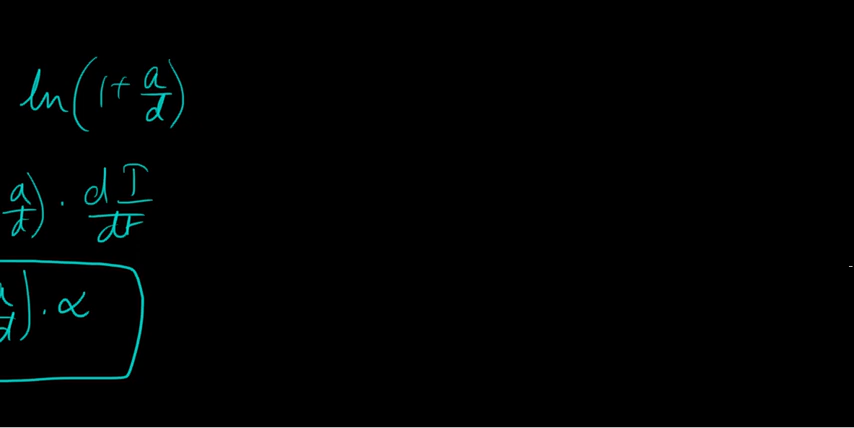 ln(1+a/d)
a/d) · dI/dt
a/d) · α